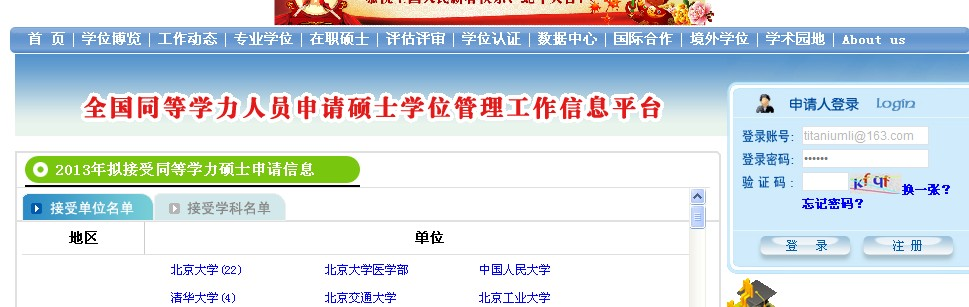 首 页 | 学位博览 | 工作动态 | 专业学位 | 在职硕士 | 评估评审 | 学位认证 | 数据中心 | 国际合作 | 境外学位 | 学术园地 | About us
全国同等学力人员申请硕士学位管理工作信息平台
申请人登录 Login
登录账号: titaniumli@163.com
登录密码: ••••••
验 证 码: 换一张?
忘记密码?
登 录 注 册
2013年拟接受同等学力硕士申请信息
接受单位名单 接受学科名单
地区 单位
北京大学(22) 北京大学医学部 中国人民大学
清华大学(4) 北京交通大学 北京工业大学